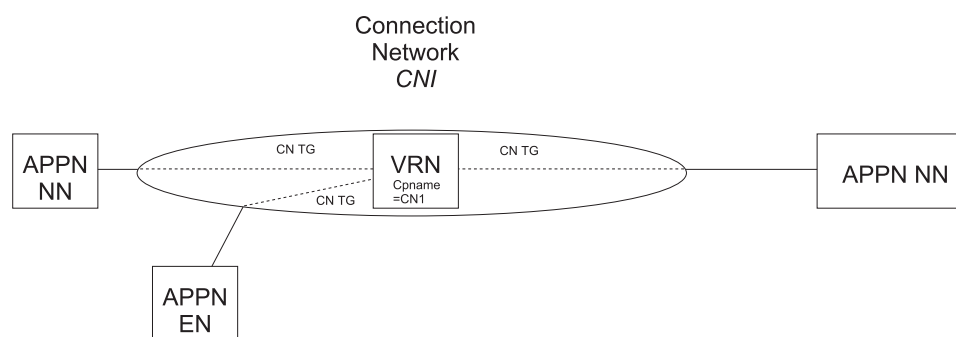 Connection
Network
CNI
APPN
NN
CN TG
VRN
Cpname
=CN1
CN TG
APPN NN
CN TG
APPN
EN